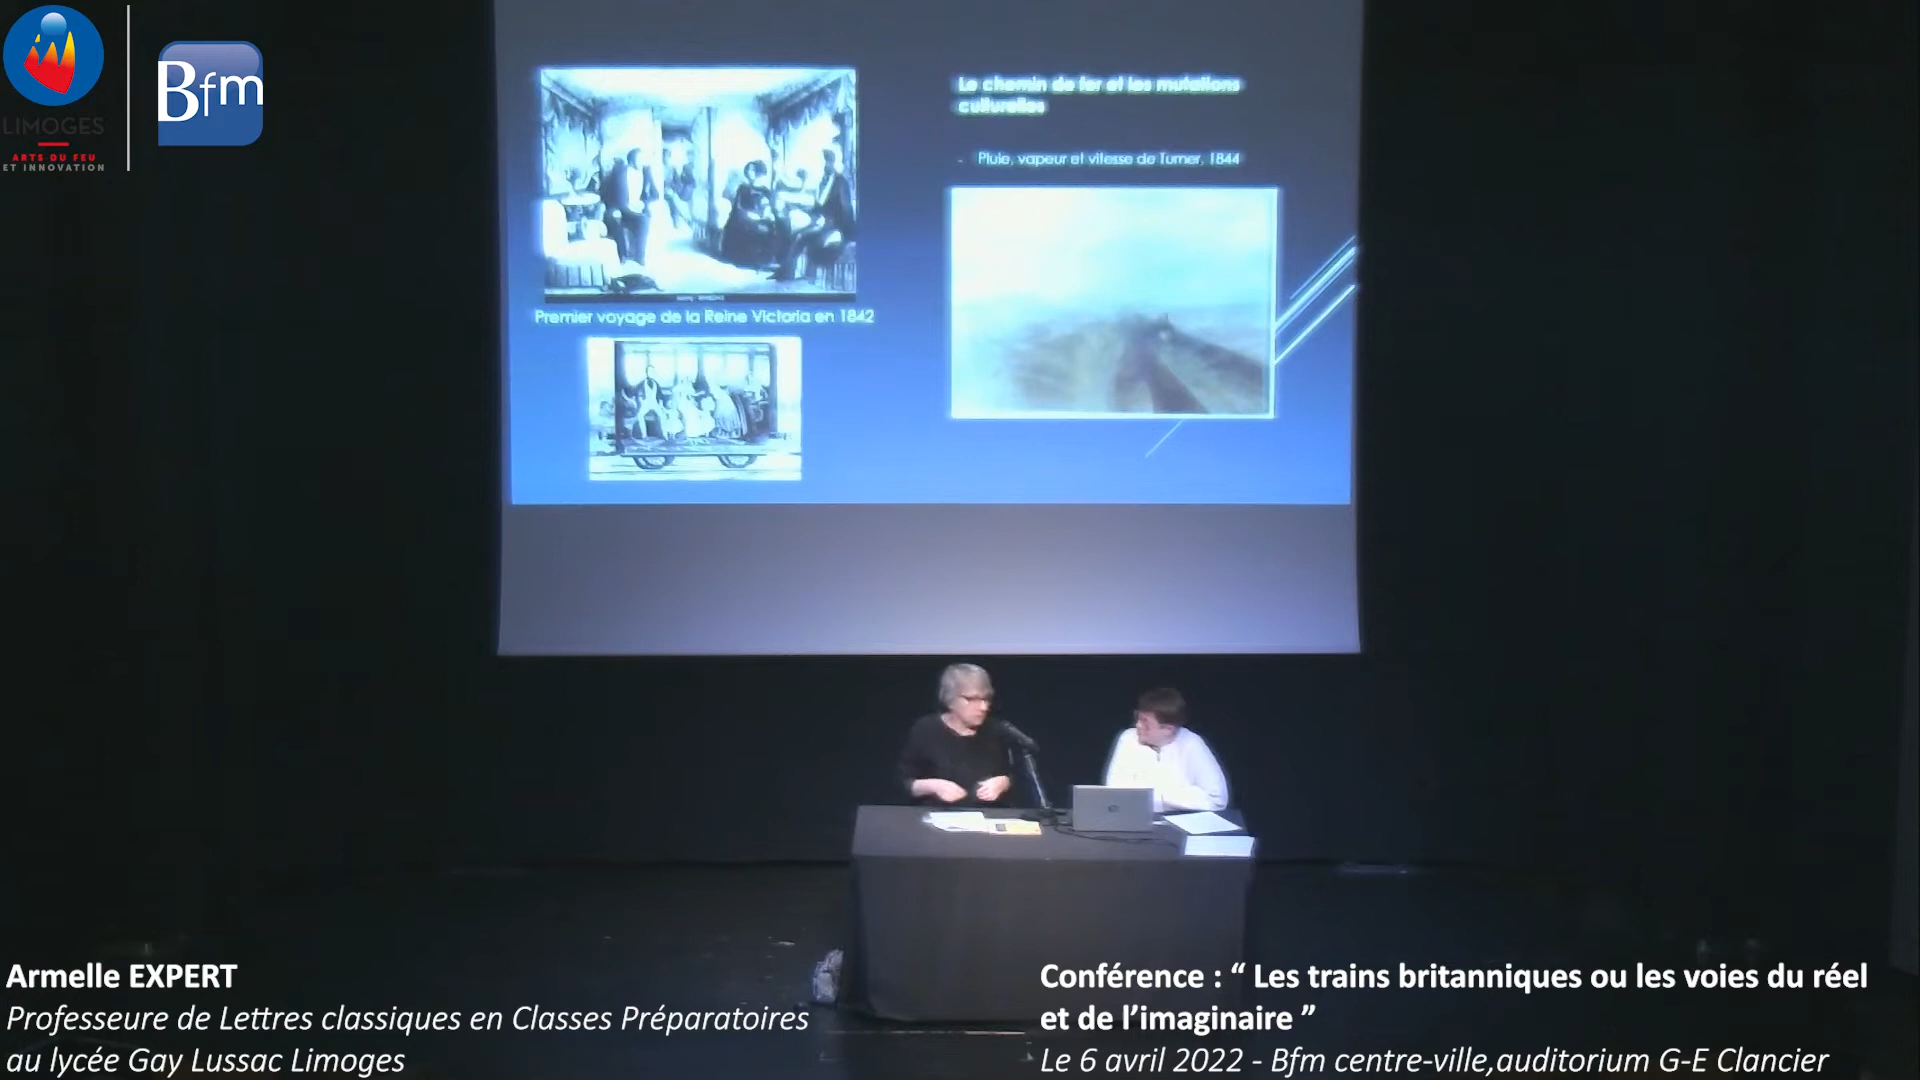 LIMOGES
ARTS DU FEU
ET INNOVATION
Bfm
Le chemin de fer et les mutations
culturelles
- Pluie, vapeur et vitesse de Turner, 1844
Premier voyage de la Reine Victoria en 1842
Armelle EXPERT
Professeure de Lettres classiques en Classes Préparatoires
au lycée Gay Lussac Limoges
Conférence : “ Les trains britanniques ou les voies du réel
et de l’imaginaire ”
Le 6 avril 2022 - Bfm centre-ville,auditorium G-E Clancier